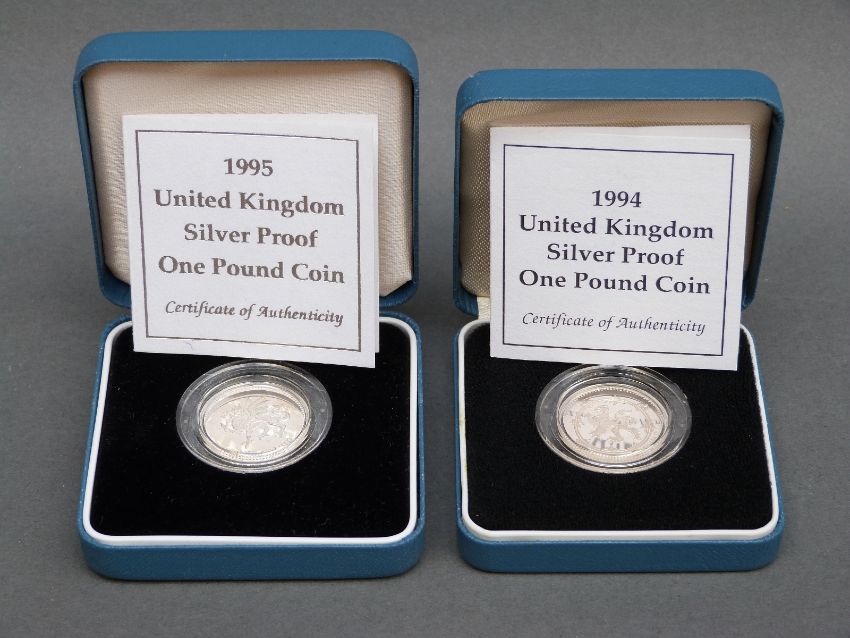 1995
United Kingdom
Silver Proof
One Pound Coin
Certificate of Authenticity
1994
United Kingdom
Silver Proof
One Pound Coin
Certificate of Authenticity